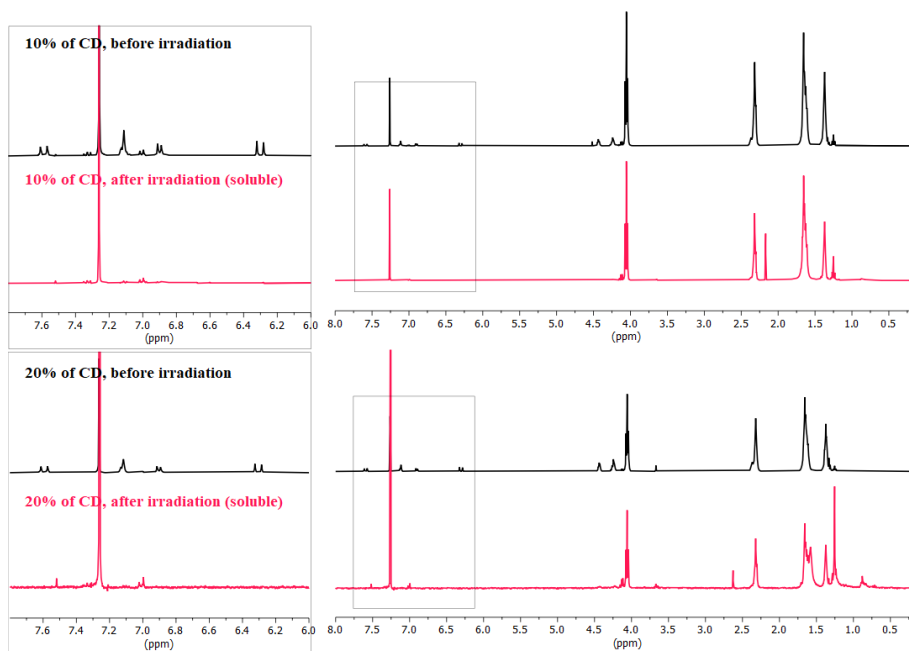 10% of CD, before irradiation
10% of CD, after irradiation (soluble)
7.6 7.4 7.2 7.0 6.8 6.6 6.4 6.2 6.0
(ppm)
8.0 7.5 7.0 6.5 6.0 5.5 5.0 4.5 4.0 3.5 3.0 2.5 2.0 1.5 1.0 0.5
(ppm)
20% of CD, before irradiation
20% of CD, after irradiation (soluble)
7.6 7.4 7.2 7.0 6.8 6.6 6.4 6.2 6.0
(ppm)
8.0 7.5 7.0 6.5 6.0 5.5 5.0 4.5 4.0 3.5 3.0 2.5 2.0 1.5 1.0 0.5
(ppm)